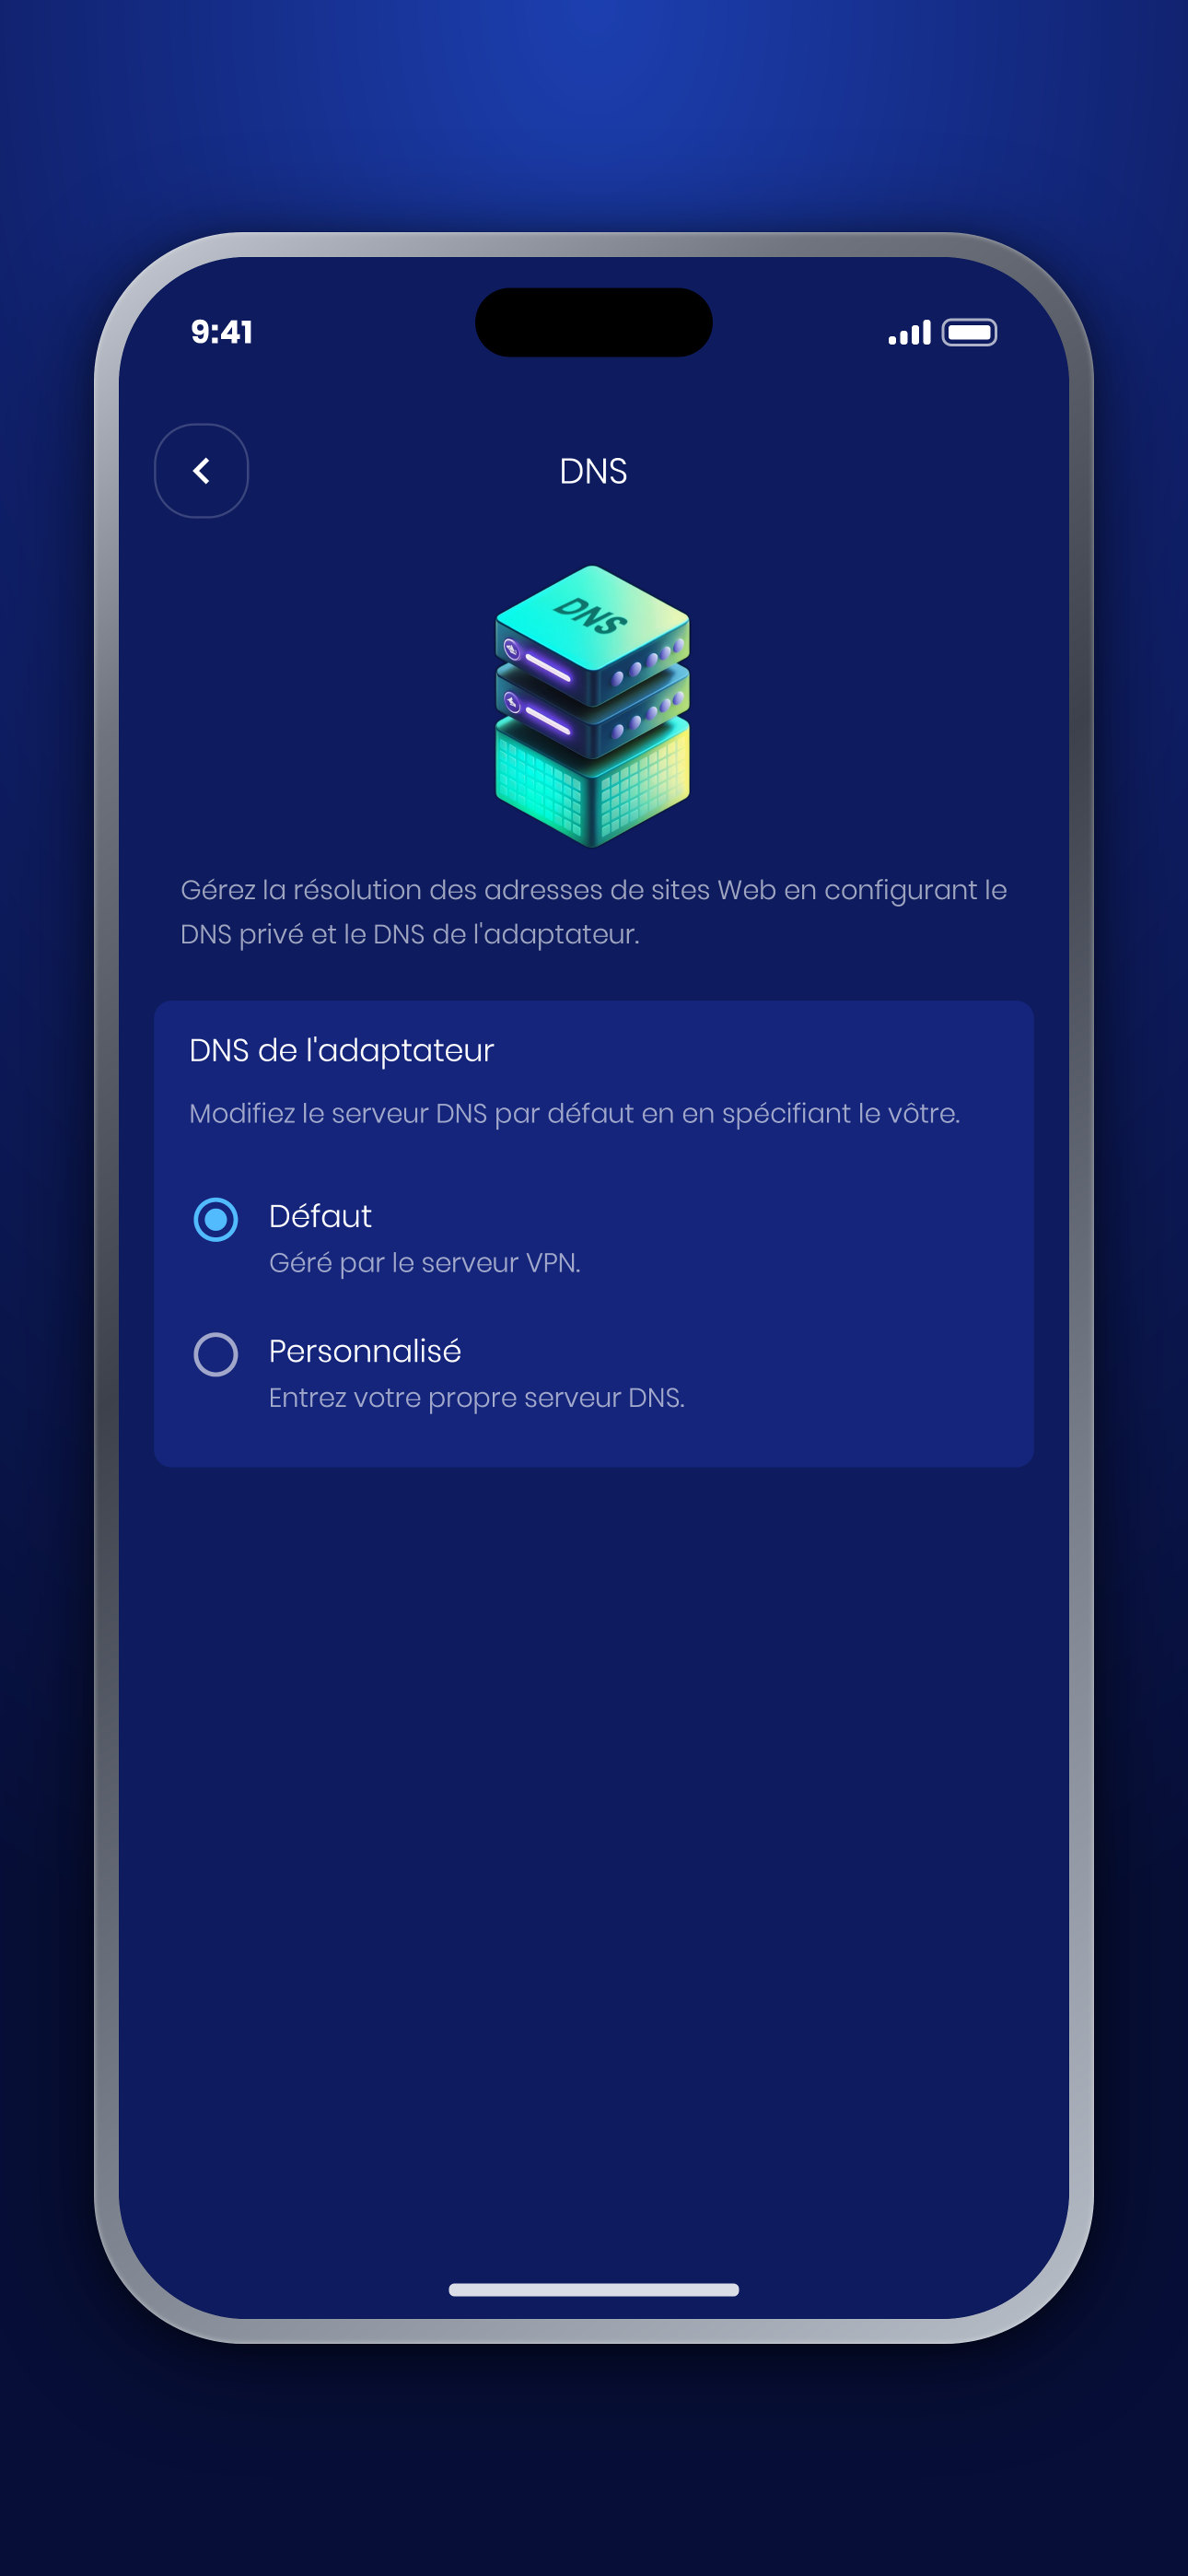 9:41
DNS
DNS
Gérez la résolution des adresses de sites Web en configurant le
DNS privé et le DNS de l'adaptateur.
DNS de l'adaptateur
Modifiez le serveur DNS par défaut en en spécifiant le vôtre.
Défaut
Géré par le serveur VPN.
Personnalisé
Entrez votre propre serveur DNS.